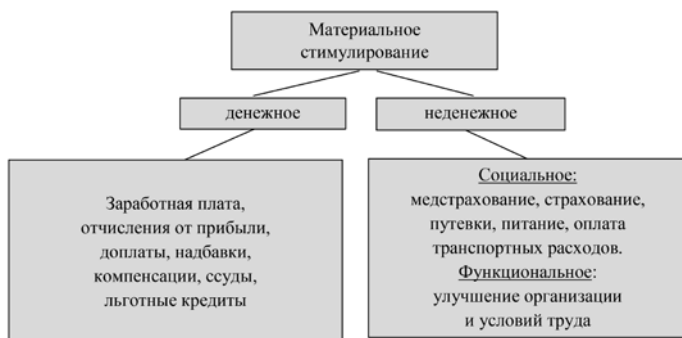 Материальное
стимулирование
денежное
неденежное
Заработная плата,
отчисления от прибыли,
доплаты, надбавки,
компенсации, ссуды,
льготные кредиты
Социальное:
медстрахование, страхование,
путевки, питание, оплата
транспортных расходов.
Функциональное:
улучшение организации
и условий труда